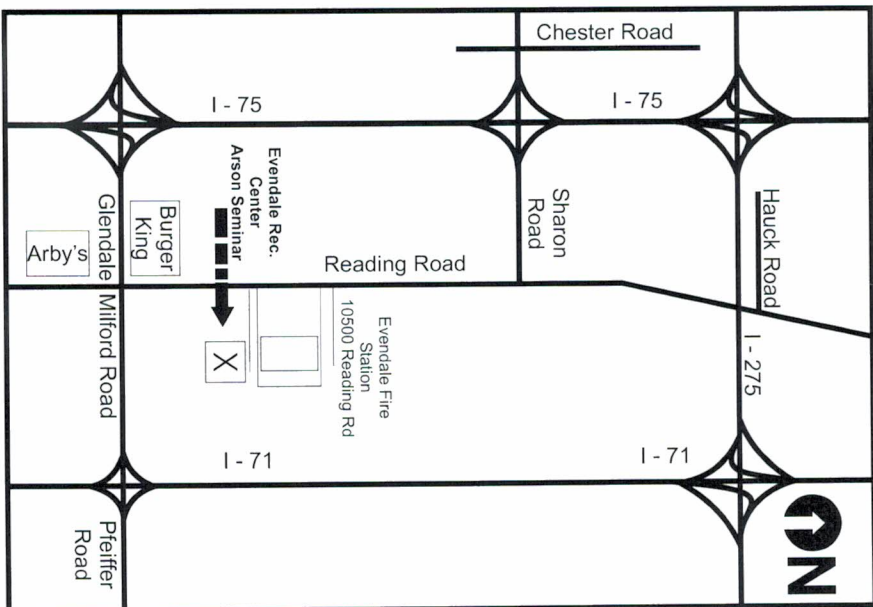 Chester Road
I - 75
I - 75
Evendale Rec.
Center
Arson Seminar
Sharon
Road
Hauck Road
Glendale Milford Road
Burger
King
Arby's
Reading Road
Evendale Fire
Station
10500 Reading Rd
X
I - 275
I - 71
I - 71
Pfeiffer
Road
N